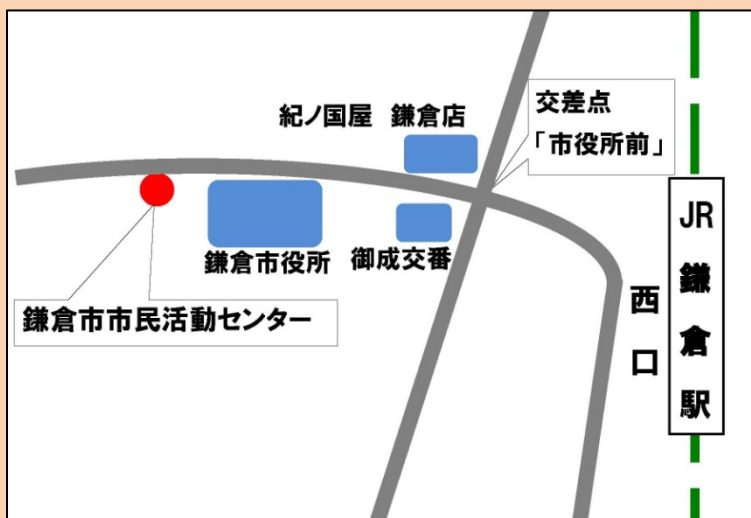 紀ノ国屋 鎌倉店
交差点
「市役所前」
鎌倉市役所
御成交番
鎌倉市市民活動センター
西口
JR鎌倉駅